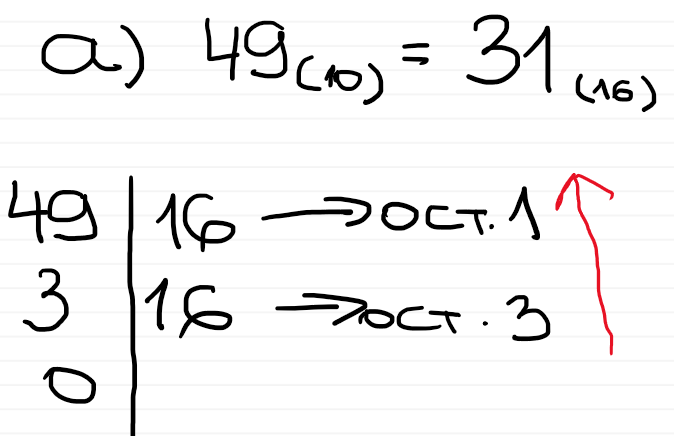 а) 49(10) = 31(16)
49 | 16 → ост. 1
3 | 16 → ост. 3
0